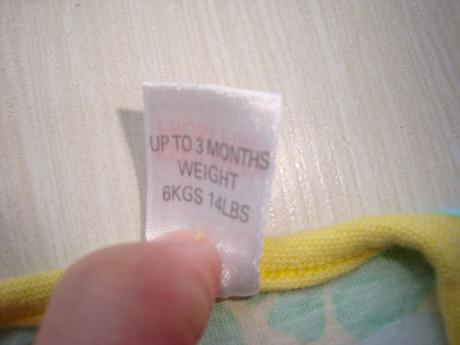 UP TO 3 MONTHS
WEIGHT
6KGS 14LBS